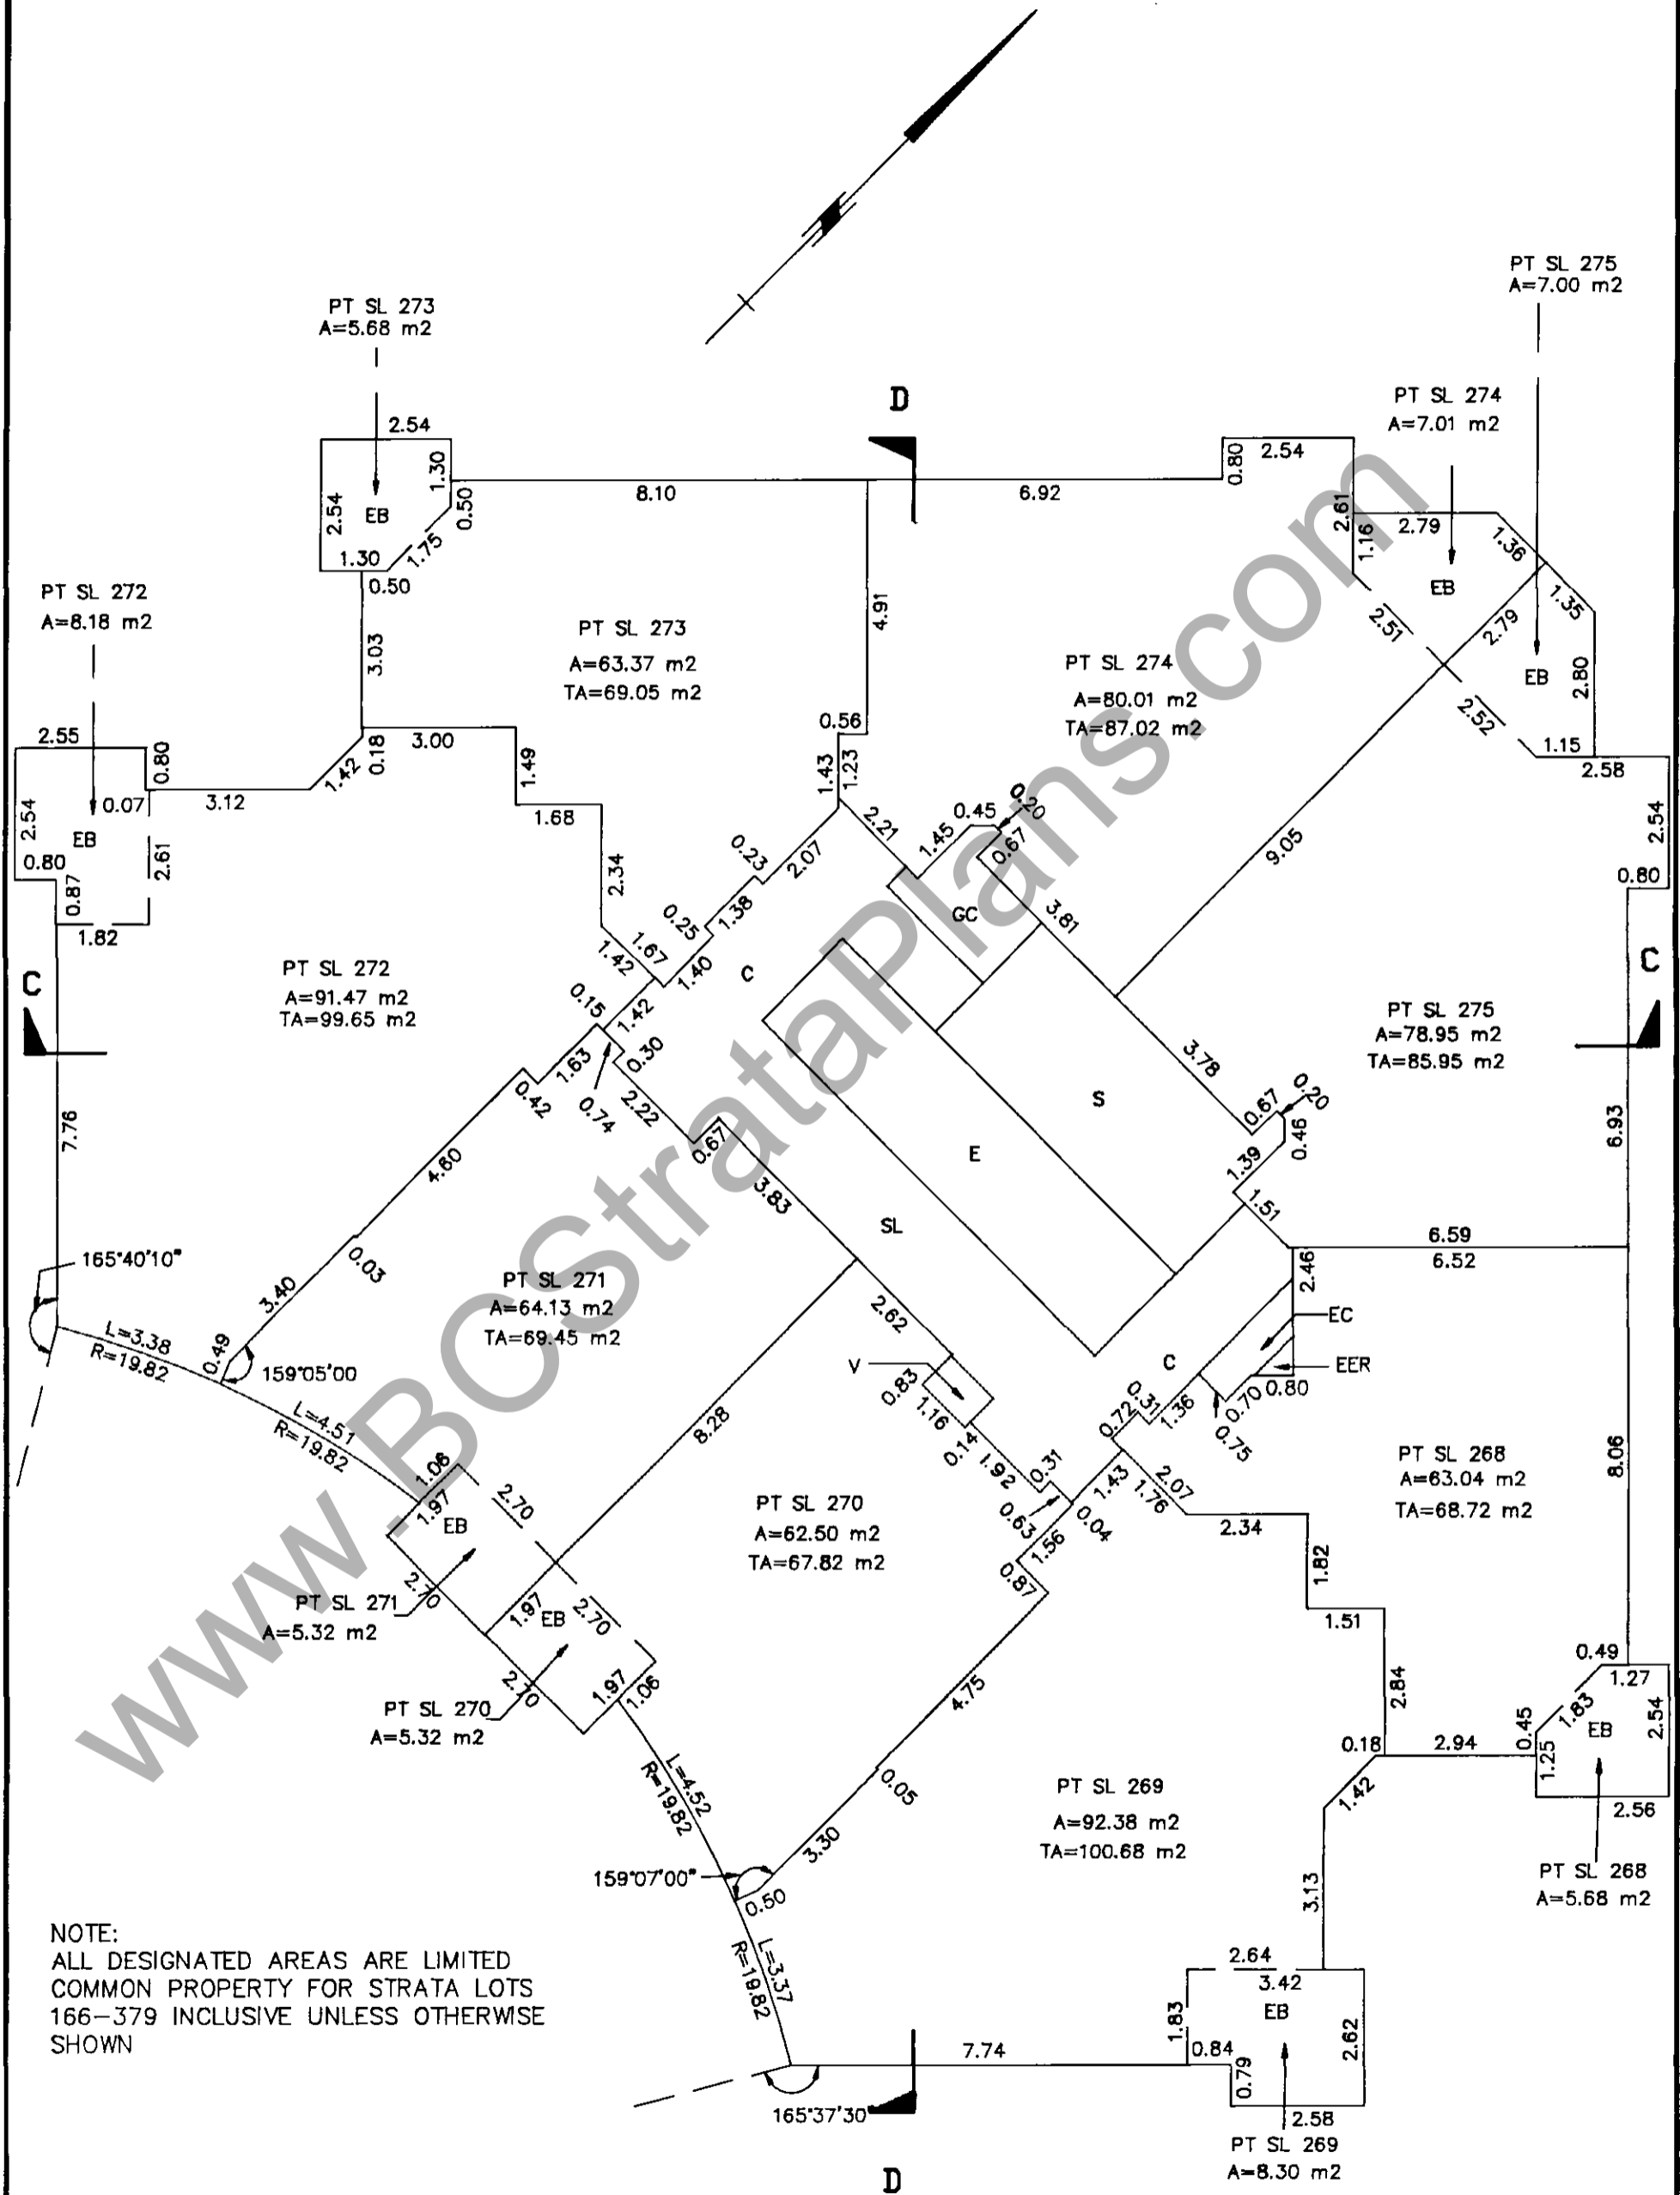 PT SL 275
A=7.00 m2
PT SL 273
A=5.68 m2
PT SL 274
A=7.01 m2
D
2.54
1.30
0.50
2.54
EB
1.75
1.30
0.50
8.10
6.92
0.80
2.54
2.61
1.16
2.79
1.36
EB
2.51
2.79
1.35
EB
2.80
2.52
1.15
2.58
2.54
0.80
PT SL 272
A=8.18 m2
2.55
0.80
2.54
0.07
EB
0.80
0.87
2.61
1.82
3.12
1.42
0.18
3.03
3.00
1.49
1.68
2.34
PT SL 273
A=63.37 m2
TA=69.05 m2
4.91
0.56
1.43
1.23
PT SL 274
A=80.01 m2
TA=87.02 m2
2.21
1.45
0.45
0.20
0.67
0.23
2.07
0.25
1.38
1.67
1.42
1.40
GC
3.81
9.05
C
PT SL 272
A=91.47 m2
TA=99.65 m2
C
0.15
1.42
1.63
0.30
0.42
0.74
2.22
0.67
3.83
S
E
SL
3.78
0.67
0.20
0.46
1.39
1.51
PT SL 275
A=78.95 m2
TA=85.95 m2
C
6.93
6.59
6.52
2.46
7.76
4.60
165°40'10"
0.03
3.40
0.49
L=3.38
R=19.82
159°05'00
L=4.51
R=19.82
PT SL 271
A=64.13 m2
TA=69.45 m2
2.62
V
0.83
1.16
0.14
1.92
0.31
0.63
0.04
C
EC
EER
0.80
0.70
0.75
1.36
0.31
0.72
1.43
2.07
1.76
2.34
1.82
1.51
2.84
8.06
PT SL 268
A=63.04 m2
TA=68.72 m2
8.28
1.06
1.97
EB
2.70
2.70
PT SL 271
A=5.32 m2
1.97
EB
2.70
2.70
1.97
1.06
PT SL 270
A=5.32 m2
PT SL 270
A=62.50 m2
TA=67.82 m2
1.56
0.87
4.75
0.05
3.30
L=4.52
R=19.82
159°07'00"
0.50
L=3.37
R=19.82
PT SL 269
A=92.38 m2
TA=100.68 m2
0.49
1.27
1.83
0.45
EB
2.54
1.25
2.56
0.18
2.94
1.42
3.13
PT SL 268
A=5.68 m2
2.64
3.42
EB
1.83
0.84
2.62
0.79
2.58
7.74
165°37'30
PT SL 269
A=8.30 m2
D
NOTE:
ALL DESIGNATED AREAS ARE LIMITED
COMMON PROPERTY FOR STRATA LOTS
166-379 INCLUSIVE UNLESS OTHERWISE
SHOWN
www.BCStrataPlans.com